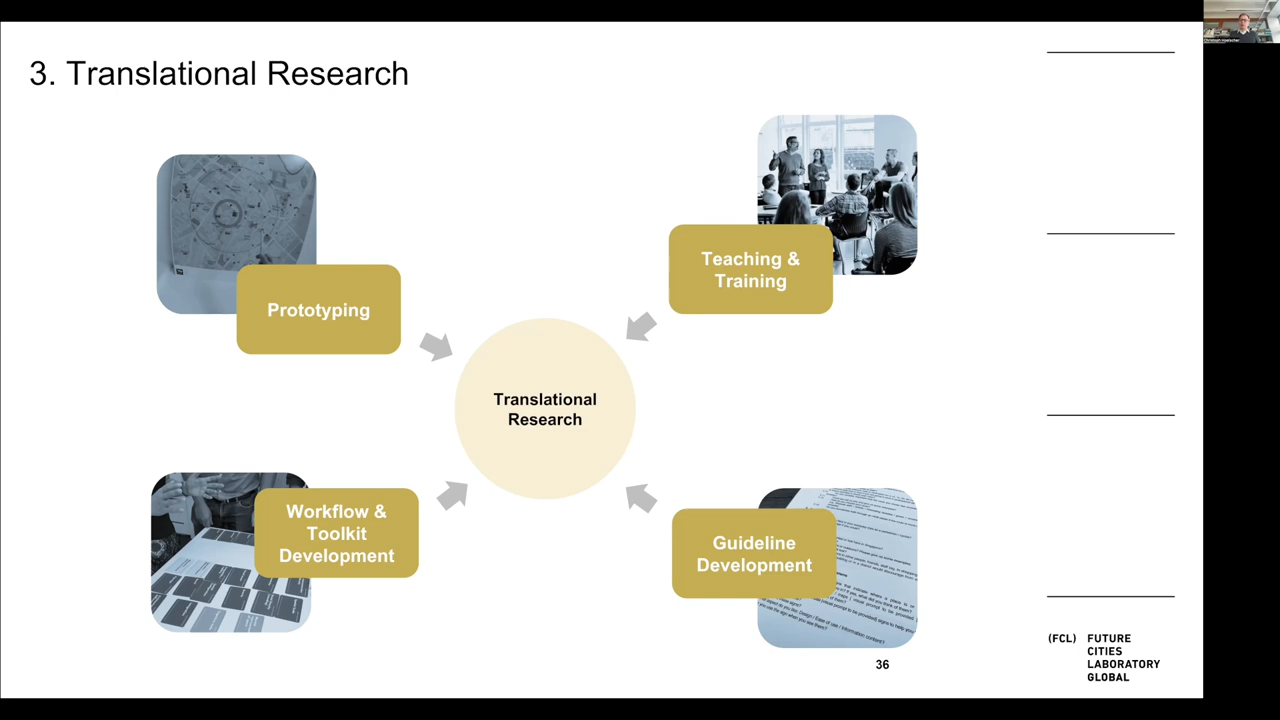 3. Translational Research
Prototyping
Teaching &
Training
Translational
Research
Workflow &
Toolkit
Development
Guideline
Development
36
(FCL) FUTURE
CITIES
LABORATORY
GLOBAL